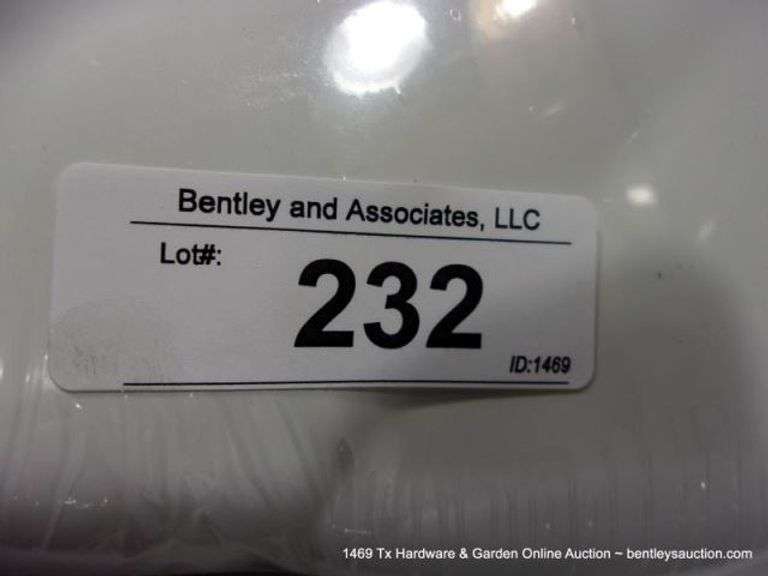 Bentley and Associates, LLC
Lot#:
232
ID:1469
1469 Tx Hardware & Garden Online Auction ~ bentleysauction.com